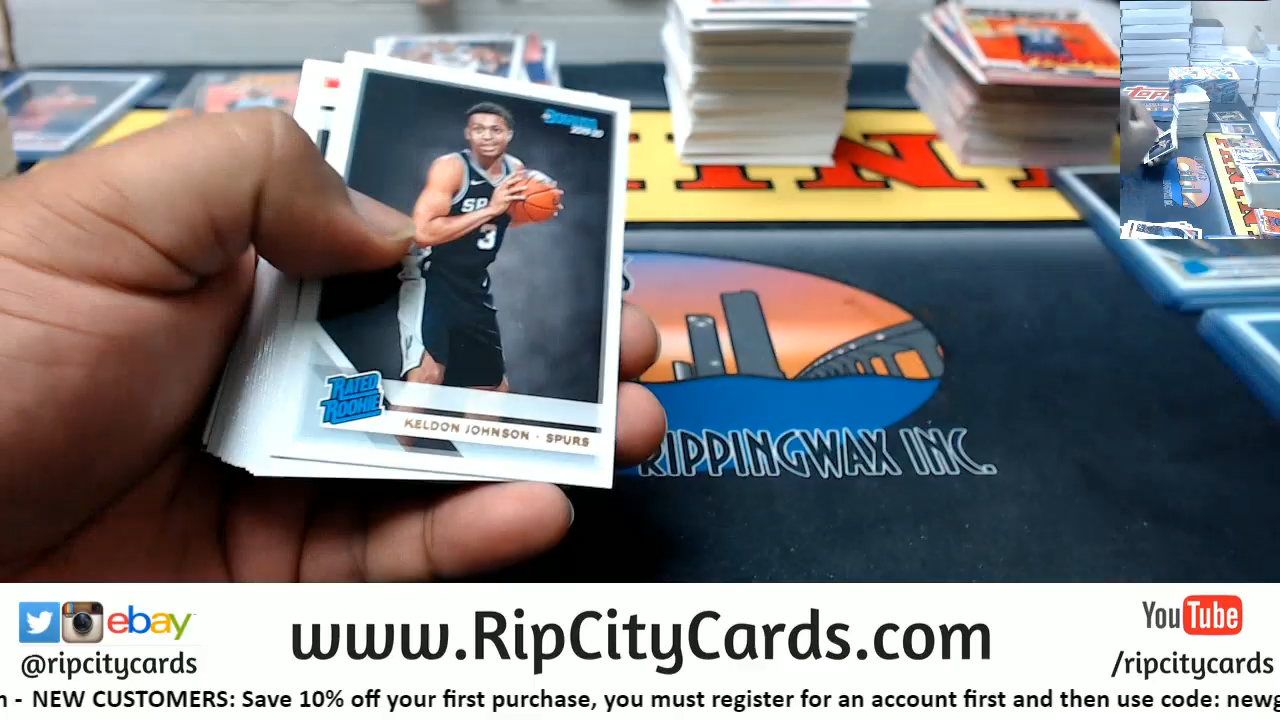 DONRUSS
SPURS
3
RATED
ROOKIE
KELDON JOHNSON · SPURS
PANINI
RIPPINGWAX INC.
ebay
@ripcitycards
www.RipCityCards.com
YouTube
/ripcitycards
- NEW CUSTOMERS: Save 10% off your first purchase, you must register for an account first and then use code: